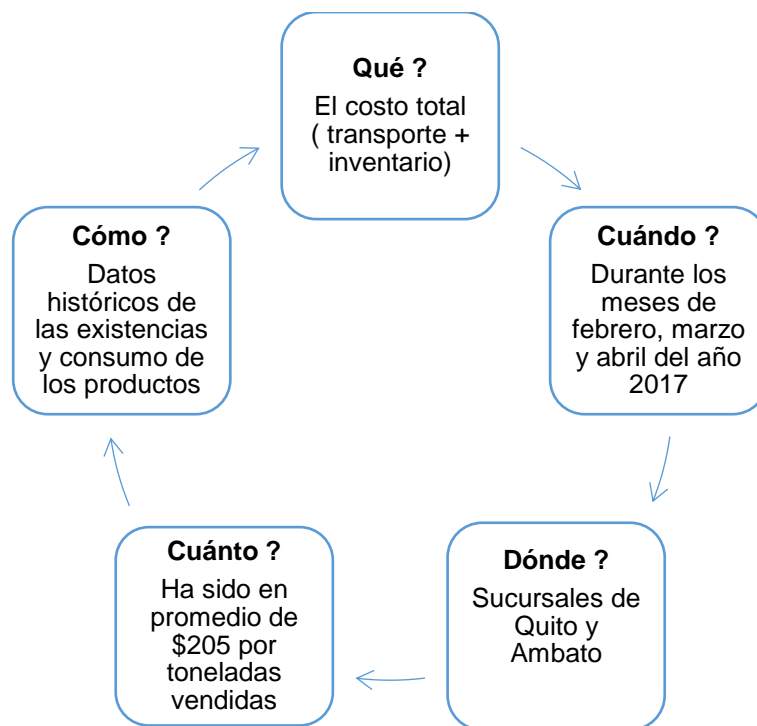 Qué ?
El costo total
( transporte +
inventario)
Cuándo ?
Durante los
meses de
febrero, marzo
y abril del año
2017
Dónde ?
Sucursales de
Quito y
Ambato
Cuánto ?
Ha sido en
promedio de
$205 por
toneladas
vendidas
Cómo ?
Datos
históricos de
las existencias
y consumo de
los productos